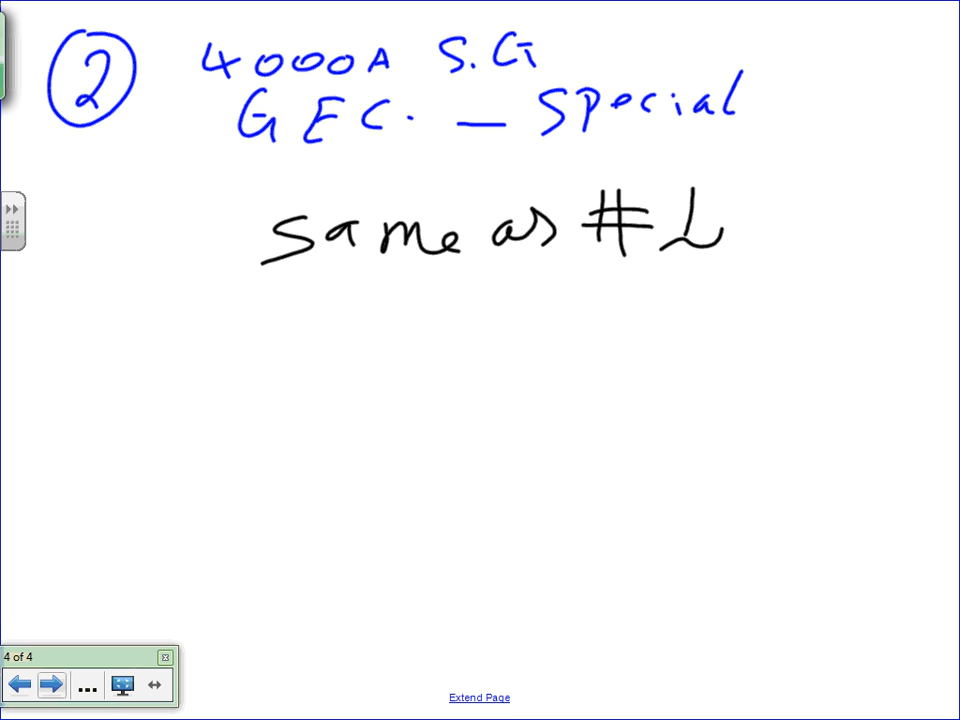 ②
4000A S.G
GEC. — Special
same as # 1
4 of 4
...
Extend Page